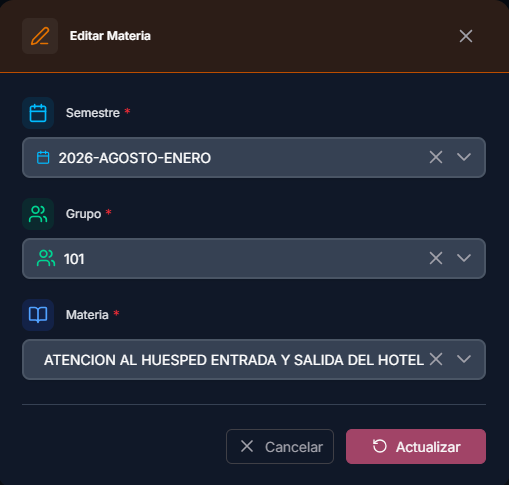 Editar Materia
Semestre *
2026-AGOSTO-ENERO
Grupo *
101
Materia *
ATENCION AL HUESPED ENTRADA Y SALIDA DEL HOTEL
Cancelar
Actualizar